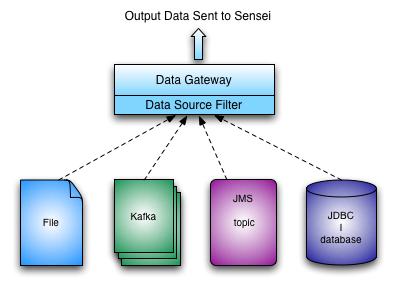 Output Data Sent to Sensei
Data Gateway
Data Source Filter
File
Kafka
JMS
topic
JDBC
|
database